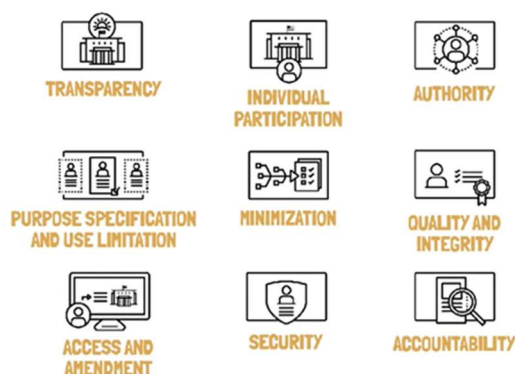 TRANSPARENCY
INDIVIDUAL
PARTICIPATION
AUTHORITY
PURPOSE SPECIFICATION
AND USE LIMITATION
MINIMIZATION
QUALITY AND
INTEGRITY
ACCESS AND
AMENDMENT
SECURITY
ACCOUNTABILITY